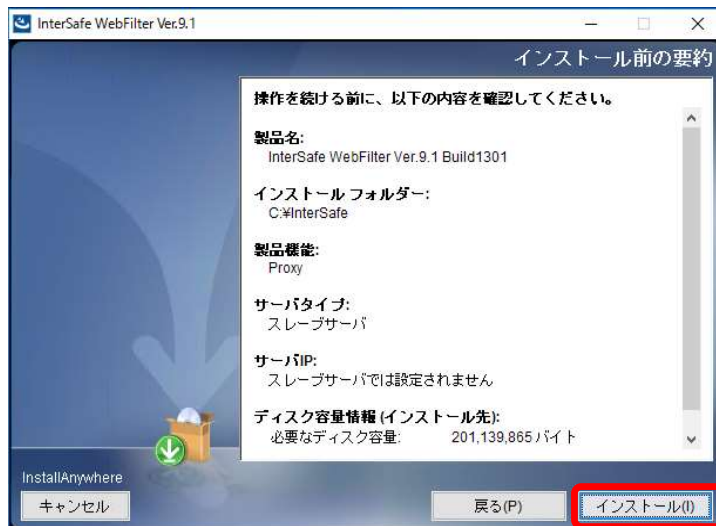 InterSafe WebFilter Ver.9.1
インストール前の要約
操作を続ける前に、以下の内容を確認してください。
製品名:
InterSafe WebFilter Ver.9.1 Build1301
インストール フォルダー:
C:¥InterSafe
製品機能:
Proxy
サーバタイプ:
スレーブサーバ
サーバIP:
スレーブサーバでは設定されません
ディスク容量情報 (インストール先):
必要なディスク容量: 201,139,865 バイト
InstallAnywhere
キャンセル 戻る(P) インストール(I)